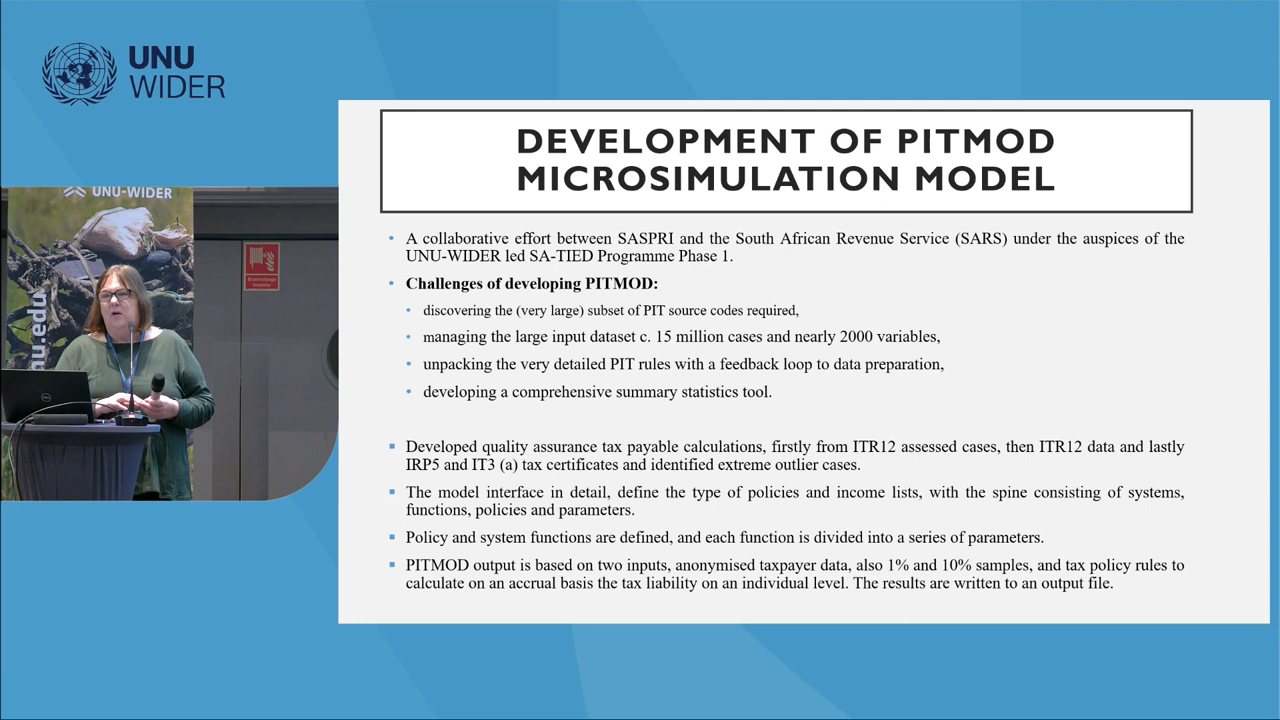 UNU
WIDER
UNU-WIDER
nu.edu
DEVELOPMENT OF PITMOD
MICROSIMULATION MODEL
• A collaborative effort between SASPRI and the South African Revenue Service (SARS) under the auspices of the
UNU-WIDER led SA-TIED Programme Phase 1.
• Challenges of developing PITMOD:
• discovering the (very large) subset of PIT source codes required,
• managing the large input dataset c. 15 million cases and nearly 2000 variables,
• unpacking the very detailed PIT rules with a feedback loop to data preparation,
• developing a comprehensive summary statistics tool.
▪ Developed quality assurance tax payable calculations, firstly from ITR12 assessed cases, then ITR12 data and lastly
IRP5 and IT3 (a) tax certificates and identified extreme outlier cases.
▪ The model interface in detail, define the type of policies and income lists, with the spine consisting of systems,
functions, policies and parameters.
▪ Policy and system functions are defined, and each function is divided into a series of parameters.
▪ PITMOD output is based on two inputs, anonymised taxpayer data, also 1% and 10% samples, and tax policy rules to
calculate on an accrual basis the tax liability on an individual level. The results are written to an output file.